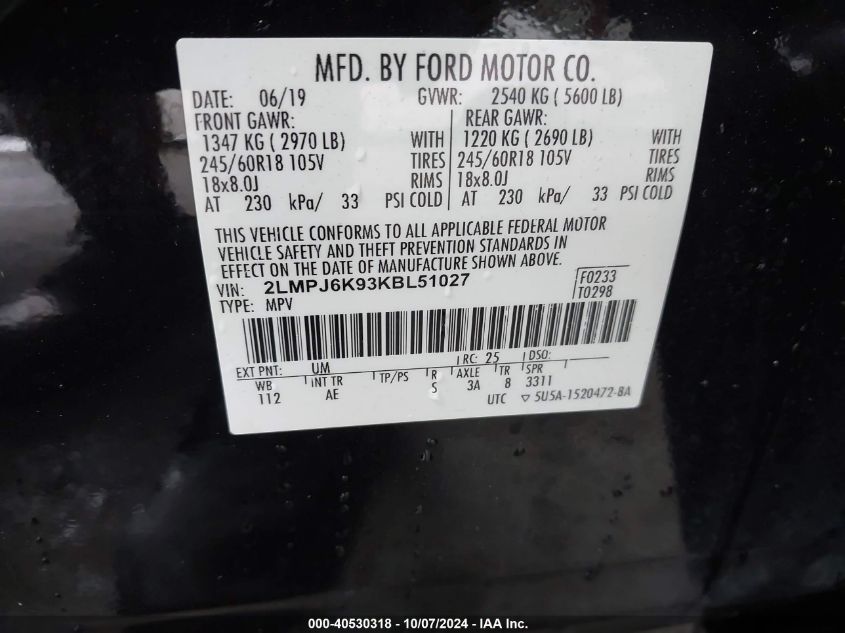 MFD. BY FORD MOTOR CO.
DATE: 06/19 GVWR: 2540 KG ( 5600 LB)
FRONT GAWR: REAR GAWR:
1347 KG ( 2970 LB) WITH 1220 KG ( 2690 LB) WITH
245/60R18 105V TIRES 245/60R18 105V TIRES
18x8.0J RIMS 18x8.0J RIMS
AT 230 kPa/ 33 PSI COLD AT 230 kPa/ 33 PSI COLD
THIS VEHICLE CONFORMS TO ALL APPLICABLE FEDERAL MOTOR
VEHICLE SAFETY AND THEFT PREVENTION STANDARDS IN
EFFECT ON THE DATE OF MANUFACTURE SHOWN ABOVE.
VIN: 2LMPJ6K93KBL51027 F0233
TYPE: MPV T0298
EXT PNT: UM RC: 25 DSO:
WB INT TR TP/PS R AXLE TR SPR
112 AE S 3A 8 3311
UTC ▽ 5U5A-1520472-BA
000-40530318 - 10/07/2024 - IAA Inc.